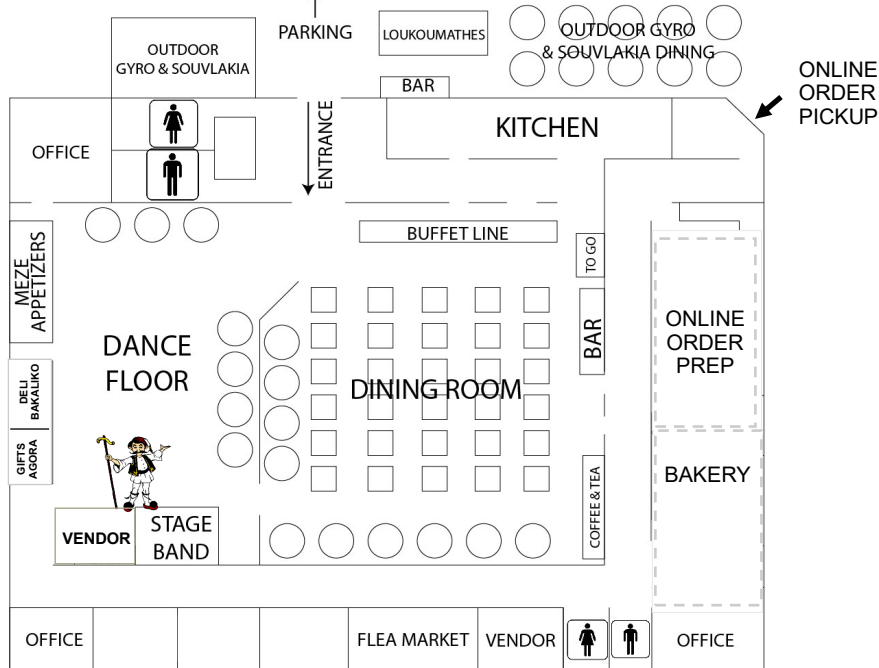 PARKING
LOUKOUMATHES
OUTDOOR GYRO
& SOUVLAKIA DINING
OUTDOOR
GYRO & SOUVLAKIA
BAR
ONLINE
ORDER
PICKUP
OFFICE
ENTRANCE
KITCHEN
BUFFET LINE
TO GO
MEZE
APPETIZERS
DANCE
FLOOR
BAR
ONLINE
ORDER
PREP
DELI
BAKALIKO
DINING ROOM
GIFTS
AGORA
BAKERY
COFFEE & TEA
VENDOR
STAGE
BAND
OFFICE
FLEA MARKET
VENDOR
OFFICE